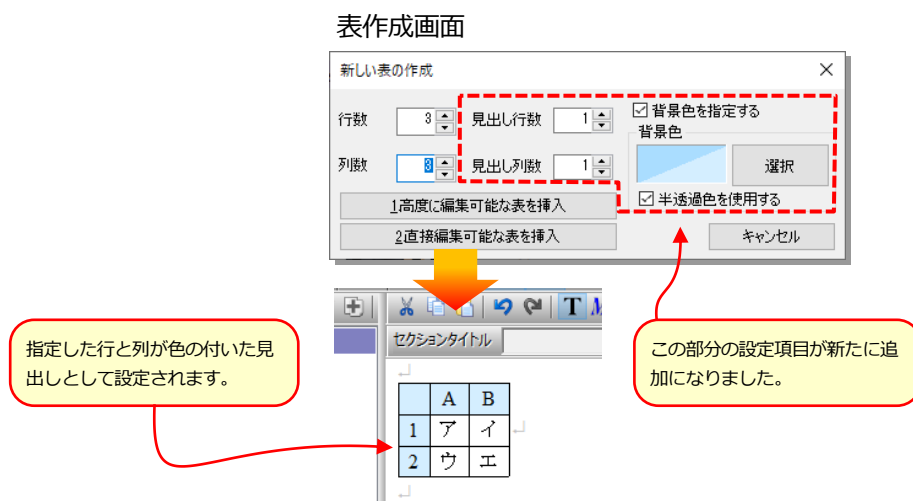 表作成画面
新しい表の作成
行数 3 見出し行数 1 背景色を指定する
背景色
列数 3 見出し列数 1 選択
1高度に編集可能な表を挿入 半透過色を使用する
2直接編集可能な表を挿入 キャンセル
T
セクションタイトル
指定した行と列が色の付いた見
出しとして設定されます。
この部分の設定項目が新たに追
加になりました。
A B
1 ア イ
2 ウ エ